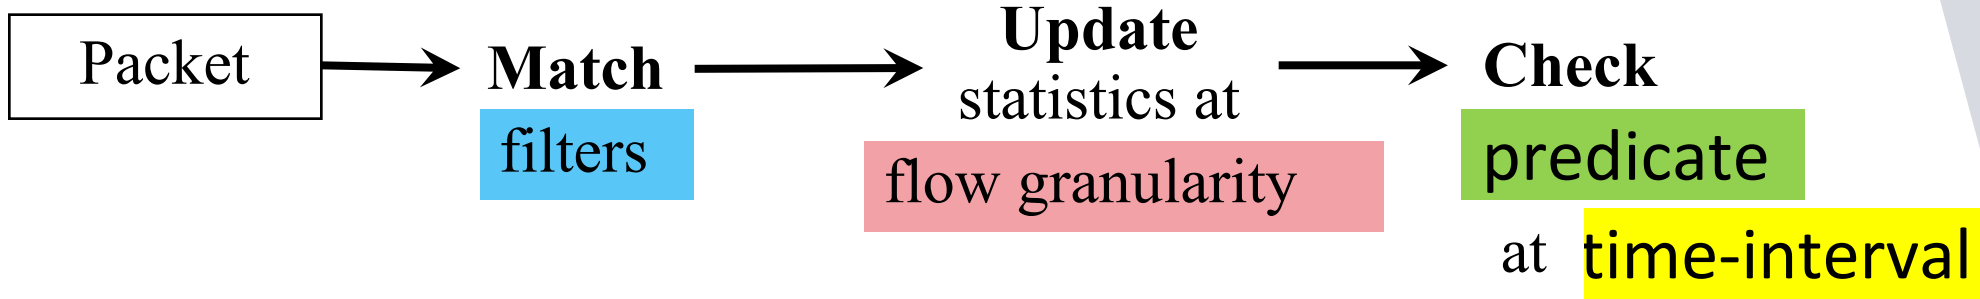 Packet
Match
filters
Update
statistics at
flow granularity
Check
predicate
at time-interval